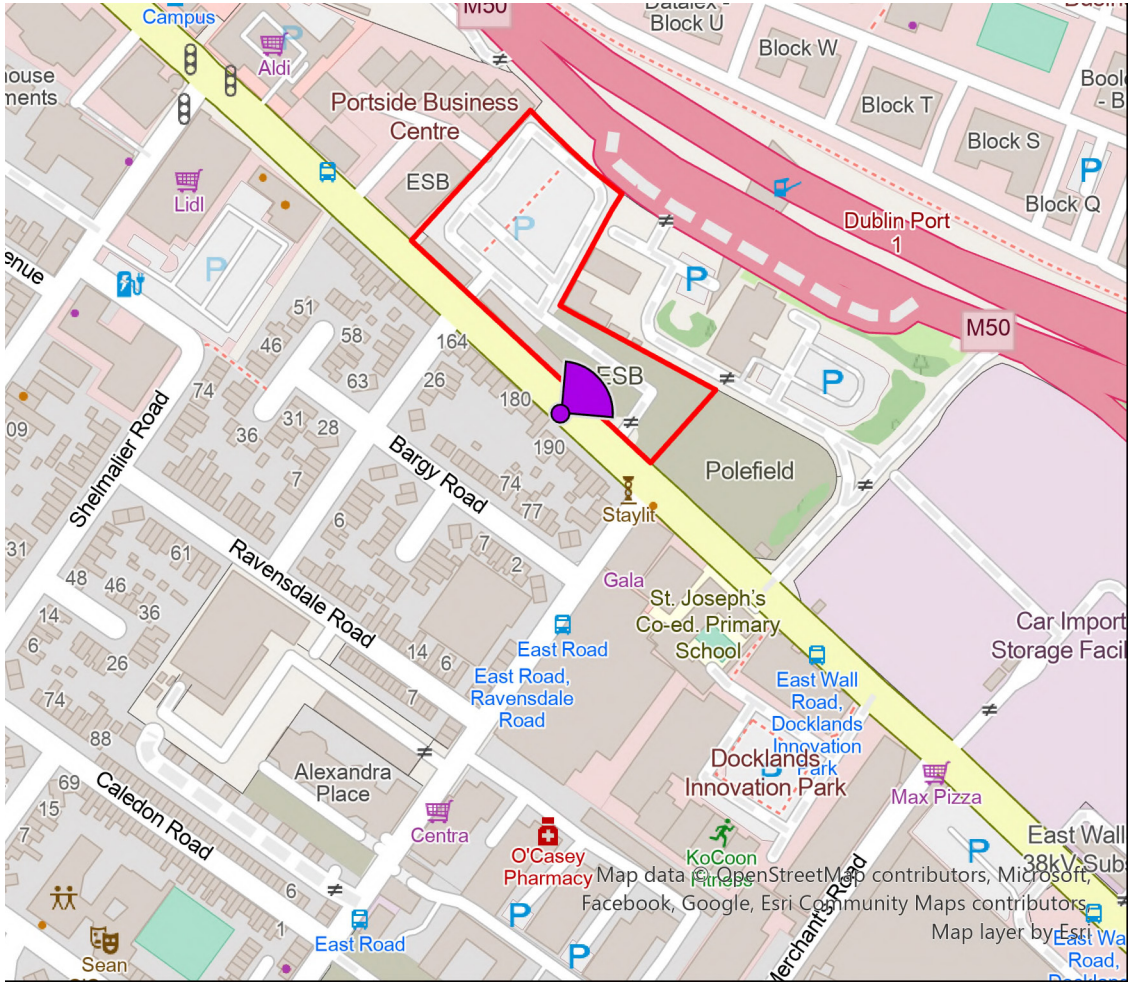 M50
Datalex -
Block U
Campus
Aldi
Block W
Block T
Block S
Block Q
Portside Business
Centre
ESB
Lidl
Dublin Port
1
M50
P
P
P
P
P
P
enue
51
58
46
63
164
26
180
190
ESB
74
36
31
28
7
09
Shelmalier Road
Bargy Road
74
77
Polefield
Staylit
6
7
2
31
61
48
46
36
14
6
26
74
88
Ravensdale Road
14
6
7
Gala
St. Joseph's
Co-ed. Primary
School
East Road
East Road,
Ravensdale
Road
East Wall
Road,
Docklands
Innovation
Park
Docklands
Innovation Park
P
Car Import
Storage Facil
Max Pizza
Alexandra
Place
Centra
O'Casey
Pharmacy
KoCoon
Fitness
69
15
7
Caledon Road
6
1
East Road
Sean
P
P
P
Merchant's Road
East Wall
38kV Subs
Map data © OpenStreetMap contributors, Microsoft,
Facebook, Google, Esri Community Maps contributors,
Map layer by Esri
East Wa
Road,